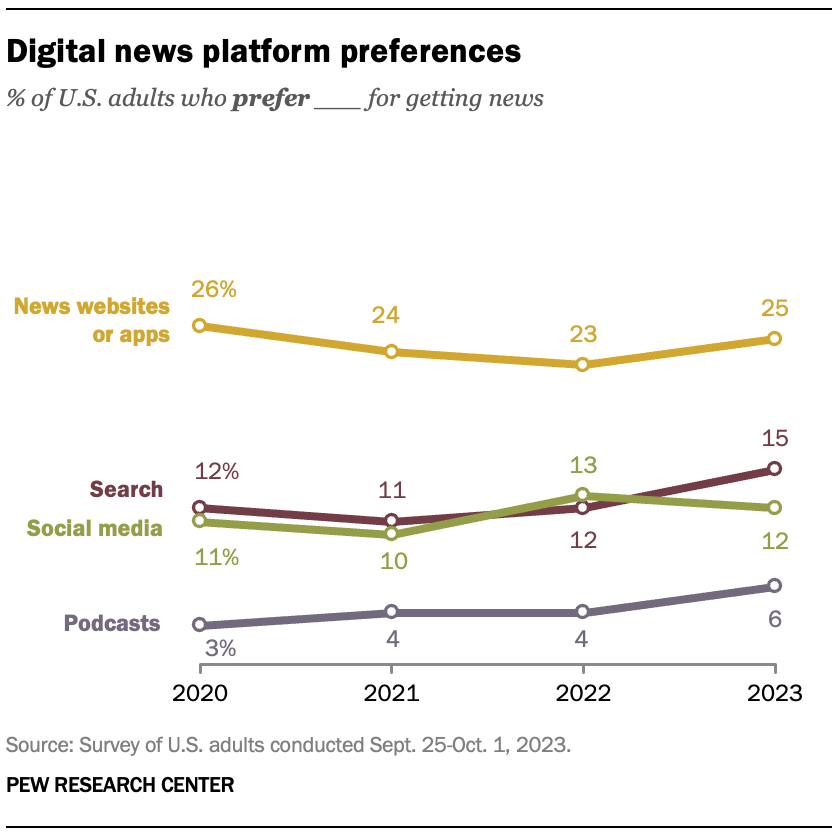 Digital news platform preferences
% of U.S. adults who prefer ___ for getting news
26%
24
23
25
News websites
or apps
12%
11
12
15
Search
Social media
11%
10
13
12
Podcasts
3%
4
4
6
2020 2021 2022 2023
Source: Survey of U.S. adults conducted Sept. 25-Oct. 1, 2023.
PEW RESEARCH CENTER